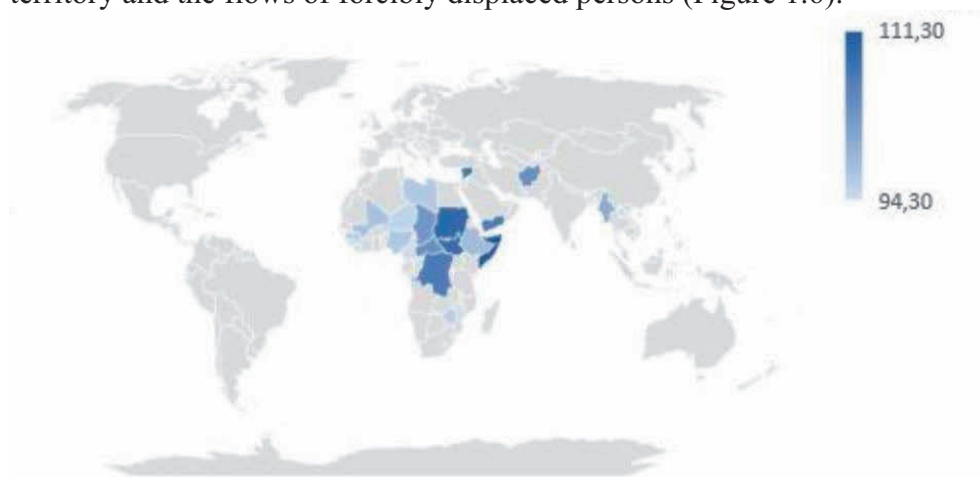 territory and the flows of forcibly displaced persons (Figure 1.6).
111,30
94,30